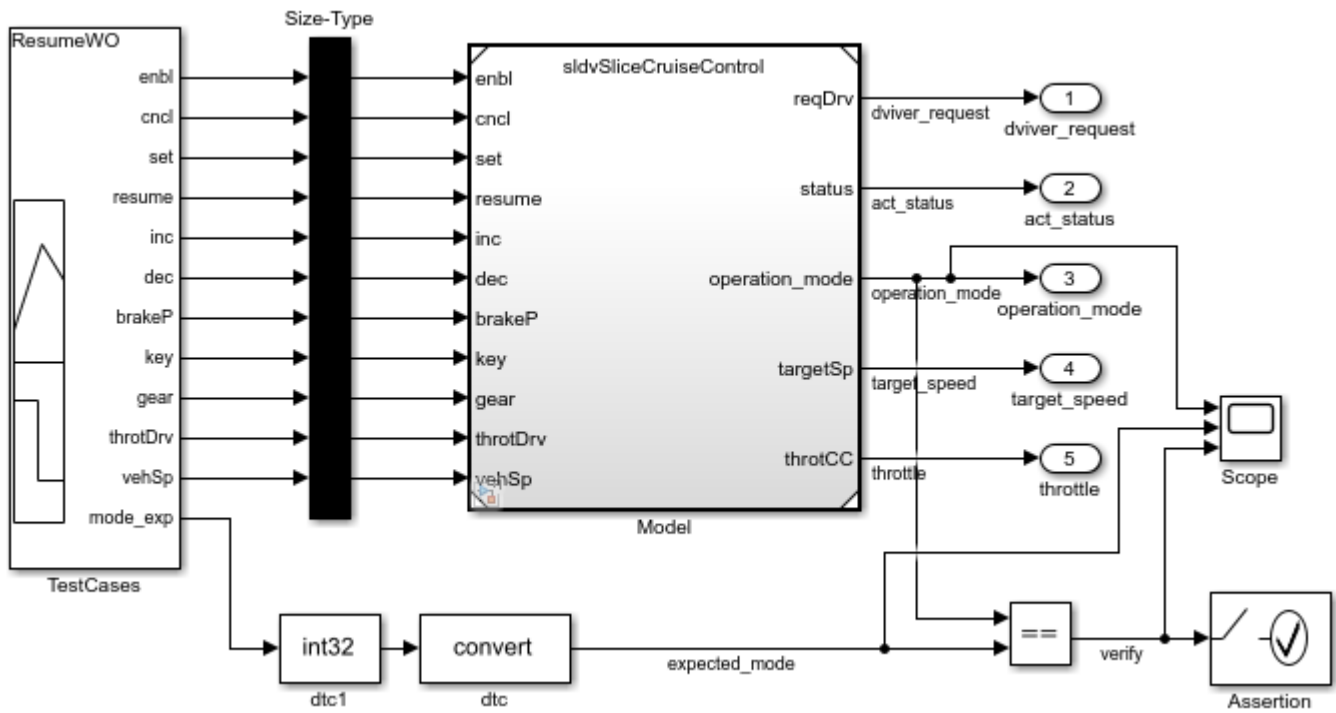 Size-Type
ResumeWO
enbl
cncl
set
resume
inc
dec
brakeP
key
gear
throtDrv
vehSp
mode_exp
TestCases
sldvSliceCruiseControl
enbl
cncl
set
resume
inc
dec
brakeP
key
gear
throtDrv
vehSp
reqDrv
status
operation_mode
targetSp
throtCC
Model
dviver_request
act_status
operation_mode
target_speed
throttle
1
dviver_request
2
act_status
3
operation_mode
4
target_speed
5
throttle
Scope
int32
dtc1
convert
dtc
expected_mode
==
verify
Assertion